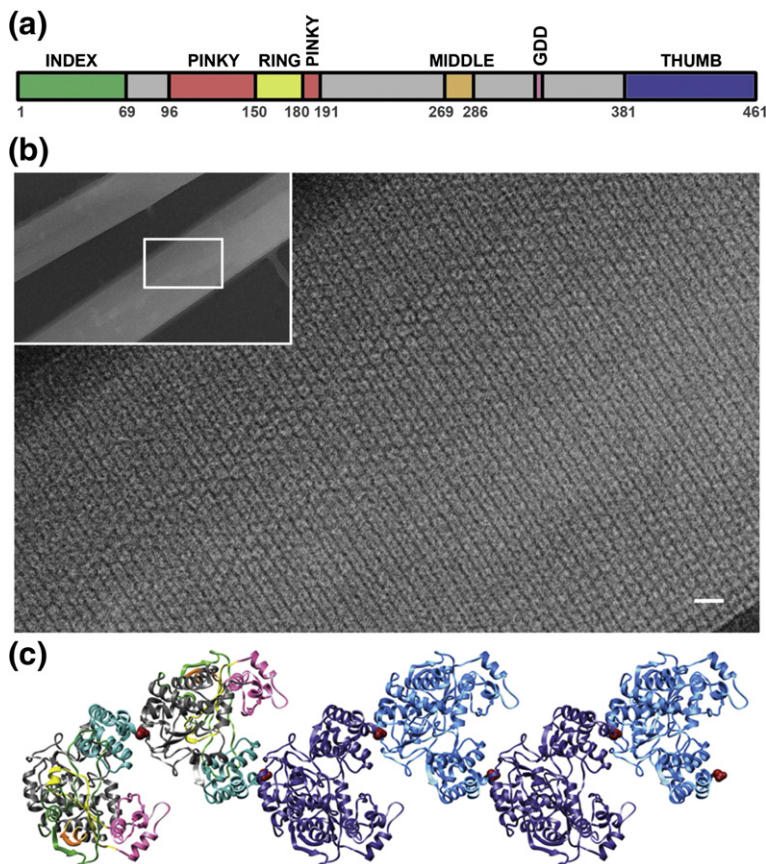 (a)
INDEX PINKY RING PINKY MIDDLE GDD THUMB
1 69 96 150 180 191 269 286 381 461
(b)
(c)